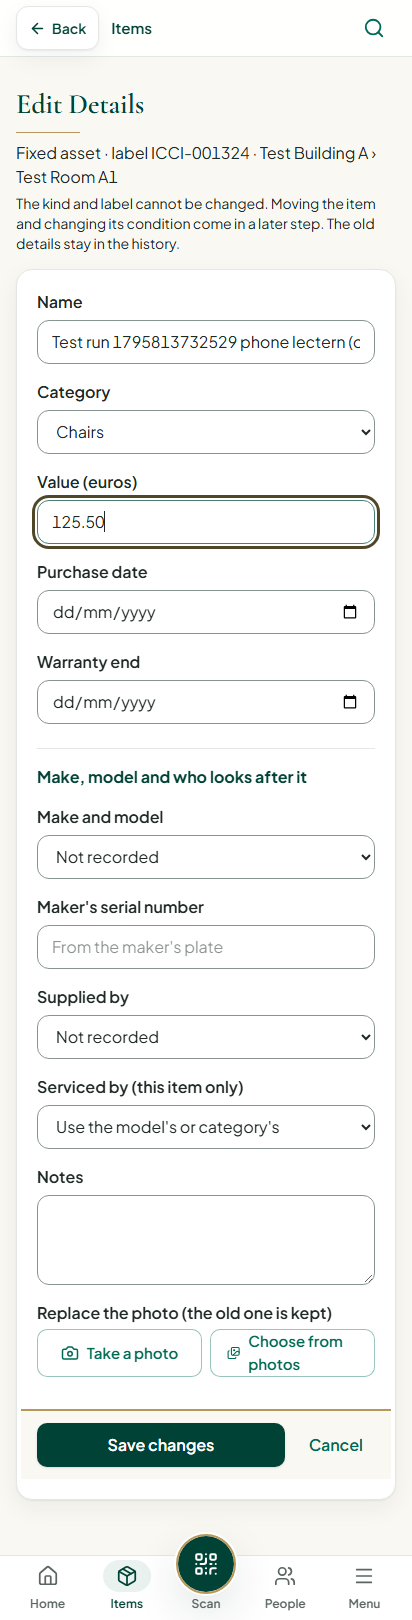 Back
Items
Edit Details
Fixed asset · label ICCI-001324 · Test Building A ›
Test Room A1
The kind and label cannot be changed. Moving the item
and changing its condition come in a later step. The old
details stay in the history.
Name
Test run 1795813732529 phone lectern (c
Category
Chairs
Value (euros)
125.50
Purchase date
dd/mm/yyyy
Warranty end
dd/mm/yyyy
Make, model and who looks after it
Make and model
Not recorded
Maker's serial number
From the maker's plate
Supplied by
Not recorded
Serviced by (this item only)
Use the model's or category's
Notes
Replace the photo (the old one is kept)
Take a photo
Choose from
photos
Save changes
Cancel
Home
Items
Scan
People
Menu